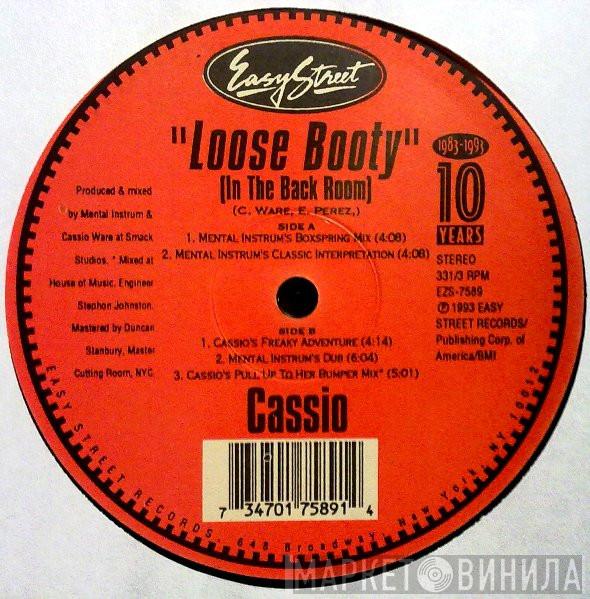 Easy Street
"Loose Booty"
(In The Back Room)
(C. WARE, E. PEREZ,)
1983-1993
10
YEARS
STEREO
331/3 RPM
EZS-7589
℗ 1993 EASY
STREET RECORDS/
Publishing Corp. of
America/BMI
Produced & mixed
by Mental Instrum &
Cassio Ware at Smack
Studios. * Mixed at
House of Music, Engineer
Stephon Johnston.
Mastered by Duncan
Stanbury, Master
Cutting Room, NYC.
SIDE A
1. MENTAL INSTRUM'S BOXSPRING MIX (4:08)
2. MENTAL INSTRUM'S CLASSIC INTERPRETATION (4:08)
SIDE B
1. CASSIO'S FREAKY ADVENTURE (4:14)
2. MENTAL INSTRUM'S DUB (6:04)
3. CASSIO'S PULL UP TO HER BUMPER MIX* (5:01)
Cassio
7 34701 75891 4
EASY STREET RECORDS, 648 Broadway, New York, NY 10012
МАРКЕТ ВИНИЛА